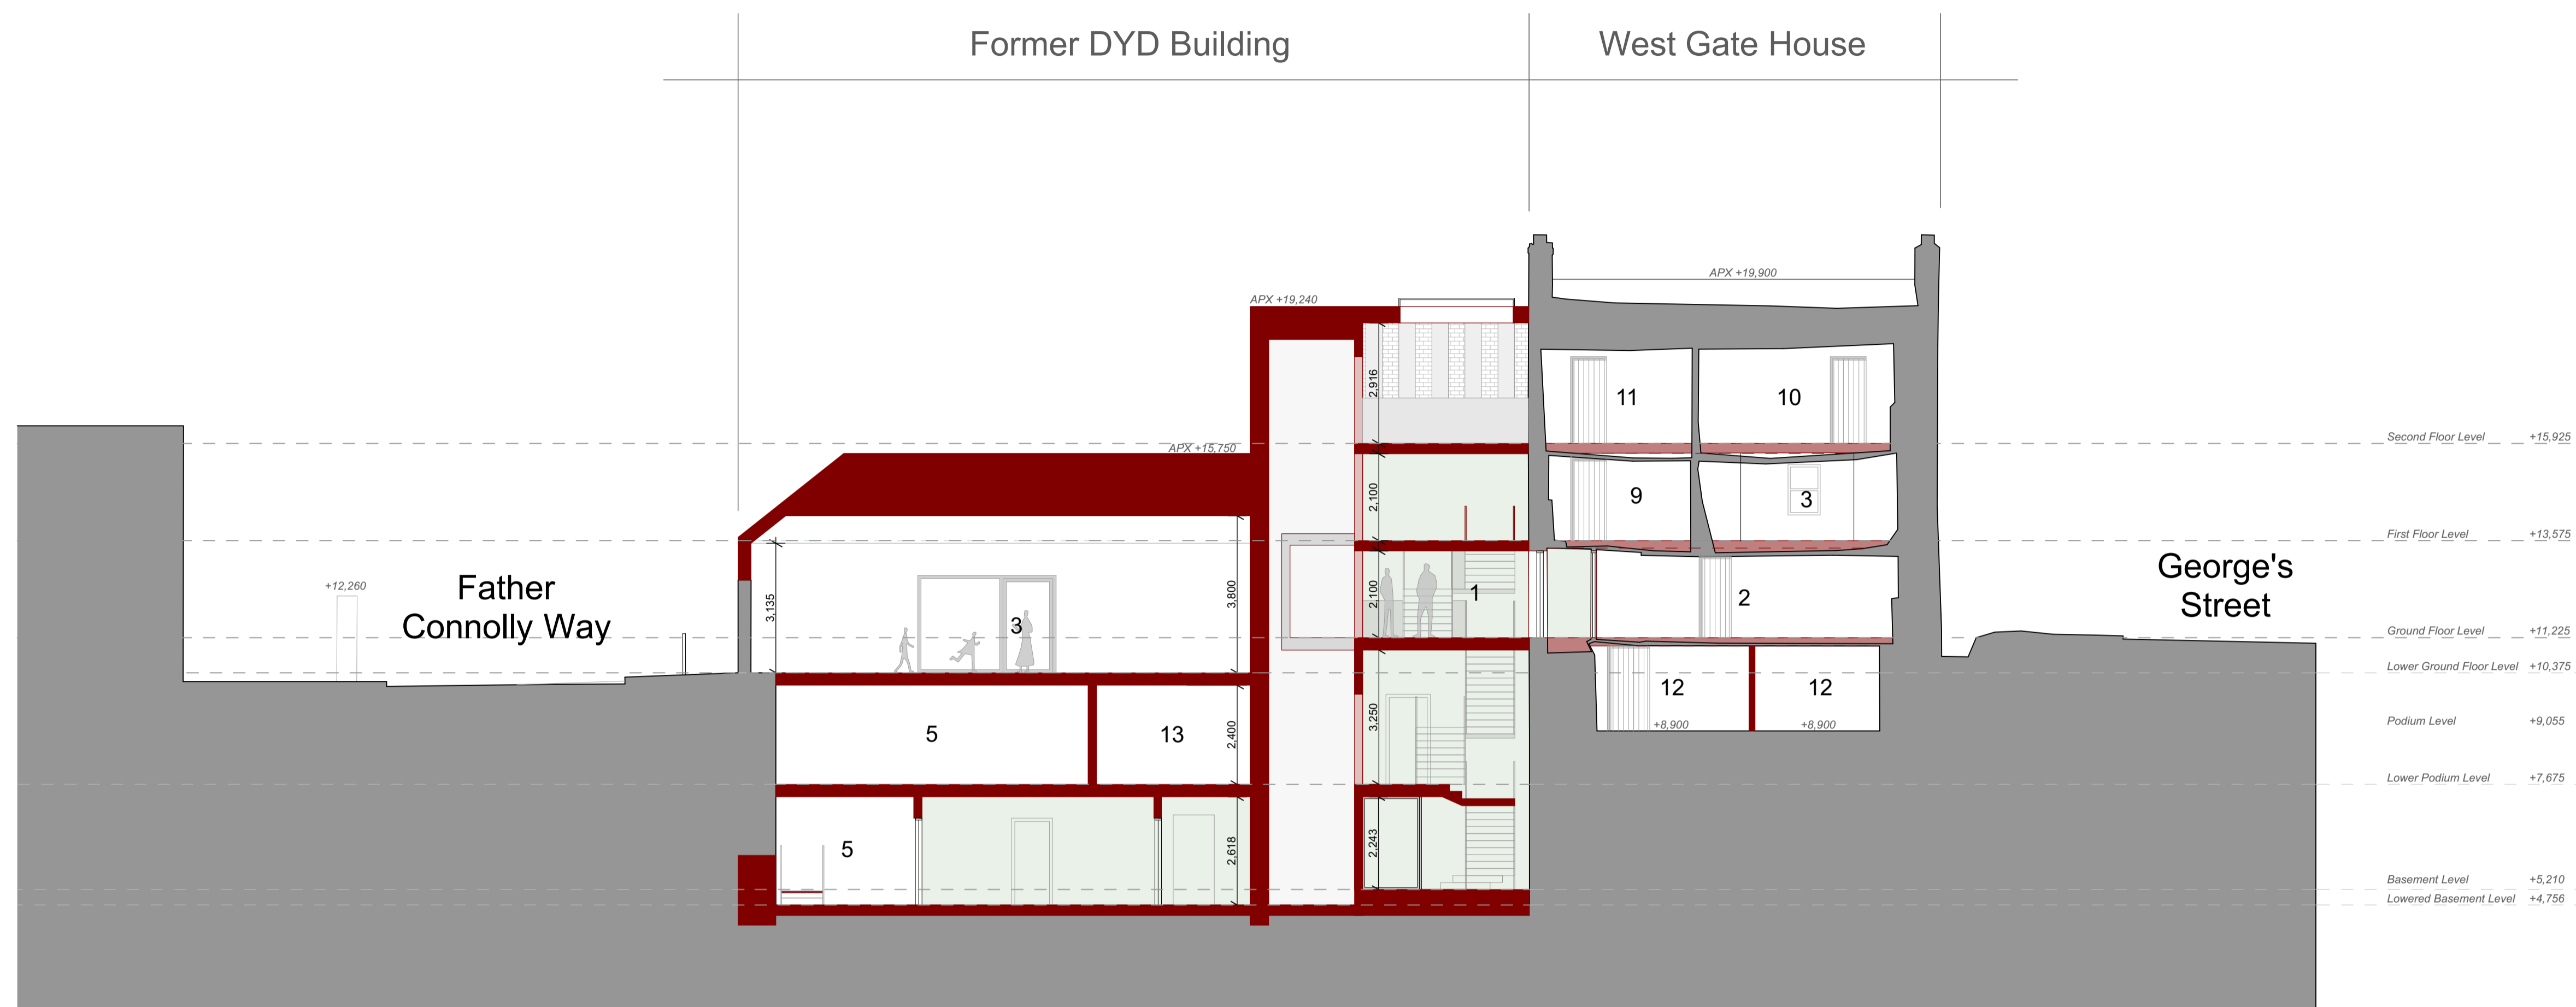 Former DYD Building
West Gate House
APX +19,900
APX +19,240
2,916
11
10
Second Floor Level +15,925
APX +15,750
2,100
9
3
First Floor Level +13,575
+12,260
Father
Connolly Way
3,135
3
3,800
2,100
1
2
George's
Street
Ground Floor Level +11,225
Lower Ground Floor Level +10,375
5
13
2,400
3,250
12
12
+8,900
+8,900
Podium Level +9,055
Lower Podium Level +7,675
5
2,618
2,243
Basement Level +5,210
Lowered Basement Level +4,756